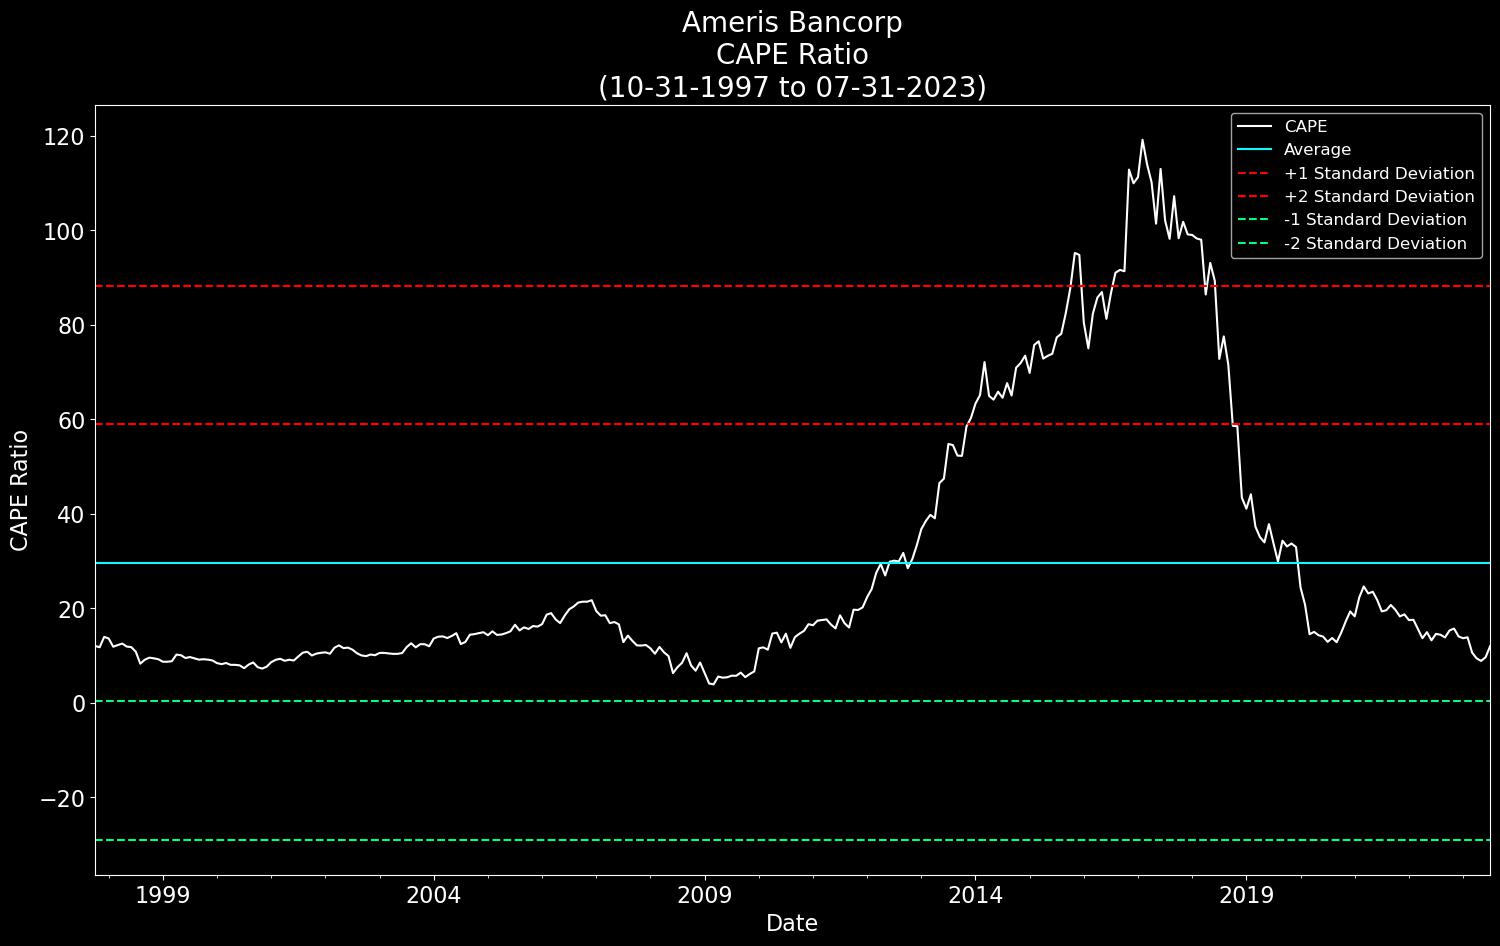 Ameris Bancorp
CAPE Ratio
(10-31-1997 to 07-31-2023)
CAPE
Average
+1 Standard Deviation
+2 Standard Deviation
-1 Standard Deviation
-2 Standard Deviation
120
100
80
60
40
20
0
−20
CAPE Ratio
1999 2004 2009 2014 2019
Date